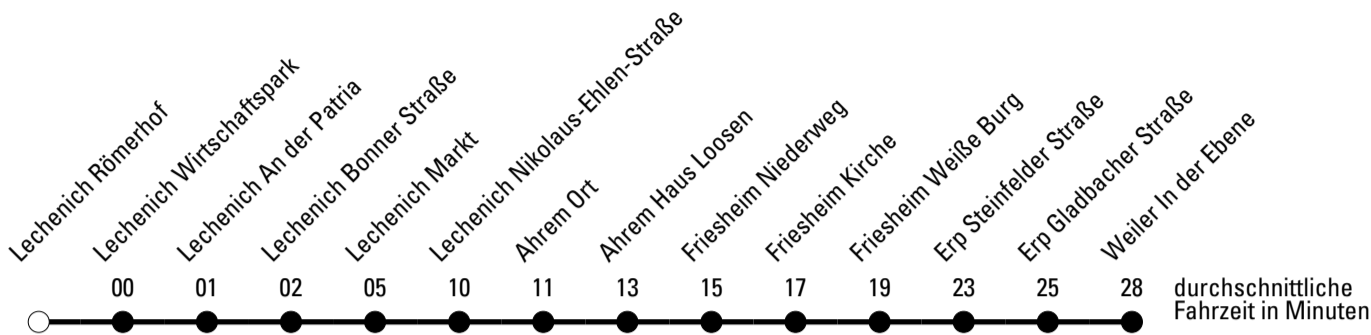 Lechenich Römerhof
Lechenich Wirtschaftspark
Lechenich An der Patria
Lechenich Bonner Straße
Lechenich Markt
Lechenich Nikolaus-Ehlen-Straße
Ahrem Ort
Ahrem Haus Loosen
Friesheim Niederweg
Friesheim Kirche
Friesheim Weiße Burg
Erp Steinfelder Straße
Erp Gladbacher Straße
Weiler In der Ebene
00 01 02 05 10 11 13 15 17 19 23 25 28
durchschnittliche
Fahrzeit in Minuten